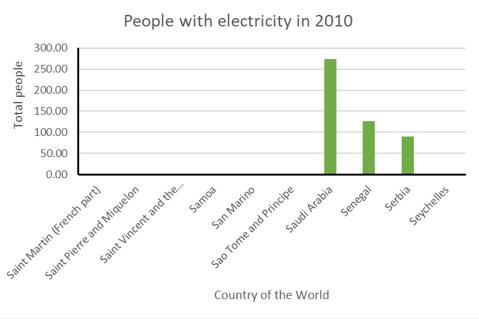 People with electricity in 2010
Total people
300.00
250.00
200.00
150.00
100.00
50.00
0.00
Saint Martin (French part)
Saint Pierre and Miquelon
Saint Vincent and the...
Samoa
San Marino
Sao Tome and Principe
Saudi Arabia
Senegal
Serbia
Seychelles
Country of the World